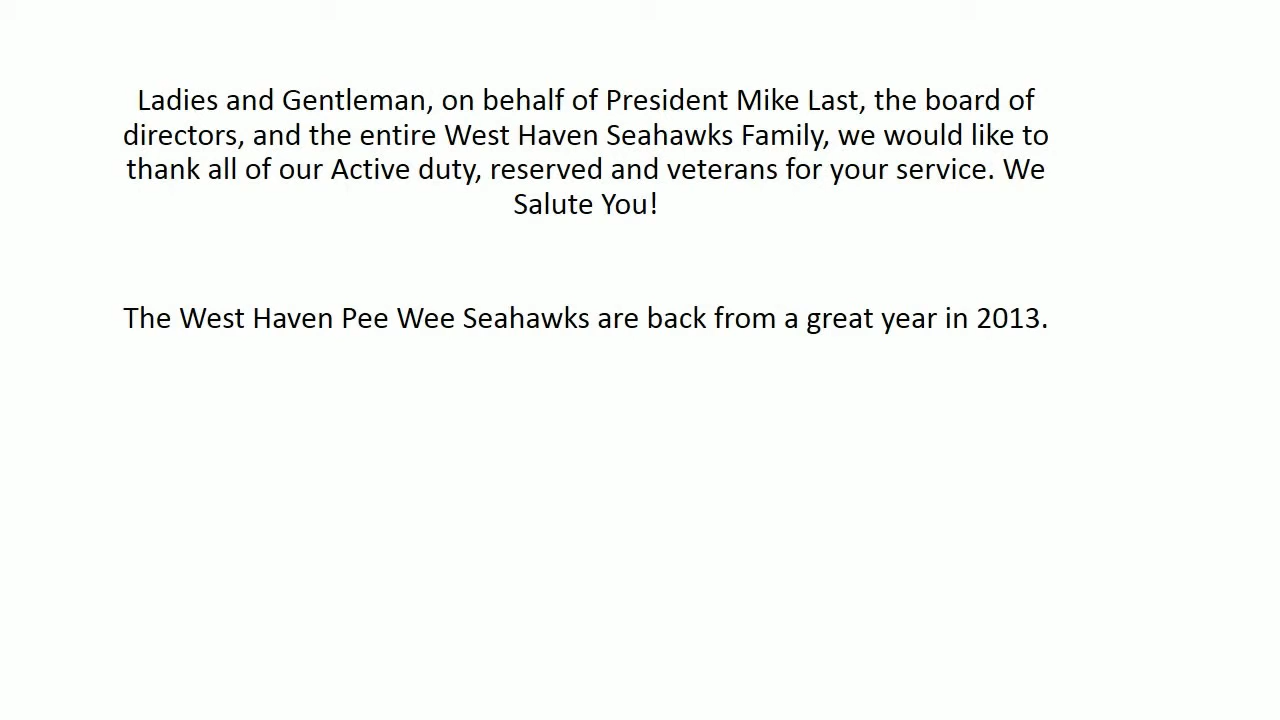 Ladies and Gentleman, on behalf of President Mike Last, the board of
directors, and the entire West Haven Seahawks Family, we would like to
thank all of our Active duty, reserved and veterans for your service. We
Salute You!
The West Haven Pee Wee Seahawks are back from a great year in 2013.